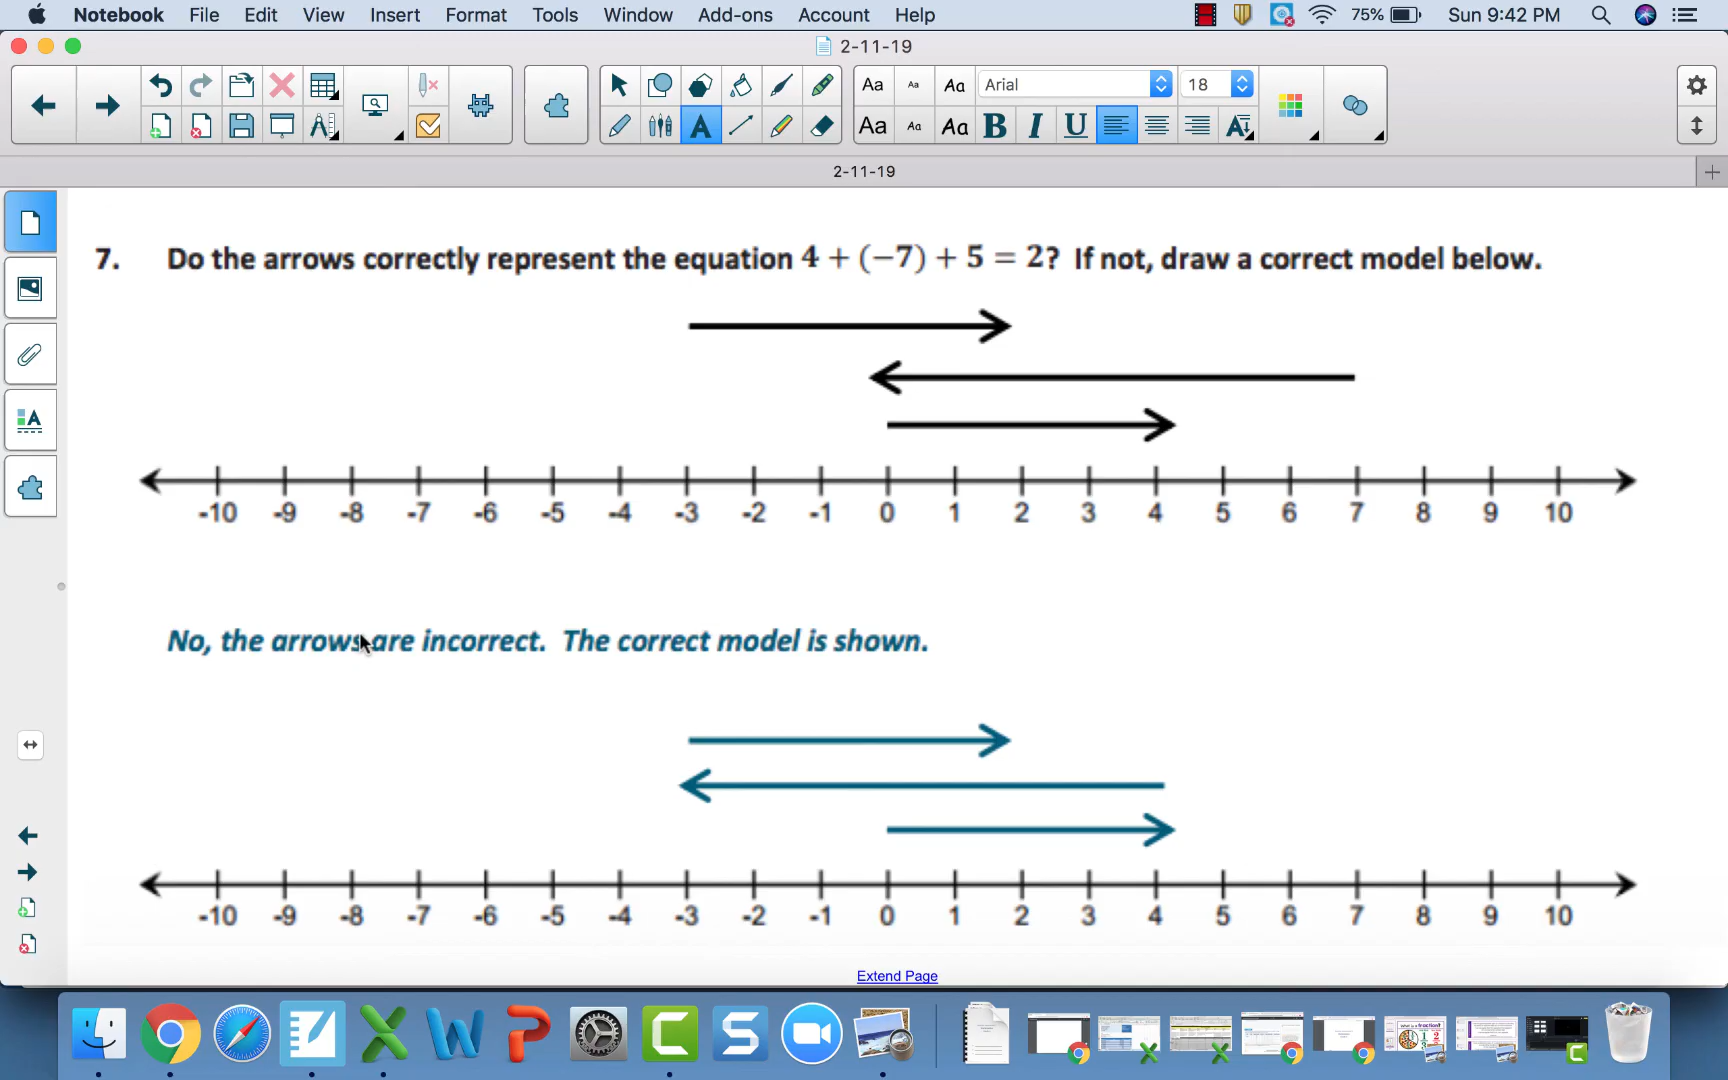 Notebook File Edit View Insert Format Tools Window Add-ons Account Help 75% Sun 9:42 PM
2-11-19
Aa Aa Aa Arial 18
Aa Aa Aa B I U A
2-11-19
7. Do the arrows correctly represent the equation 4 + (−7) + 5 = 2? If not, draw a correct model below.
-10 -9 -8 -7 -6 -5 -4 -3 -2 -1 0 1 2 3 4 5 6 7 8 9 10
No, the arrows are incorrect. The correct model is shown.
-10 -9 -8 -7 -6 -5 -4 -3 -2 -1 0 1 2 3 4 5 6 7 8 9 10
Extend Page